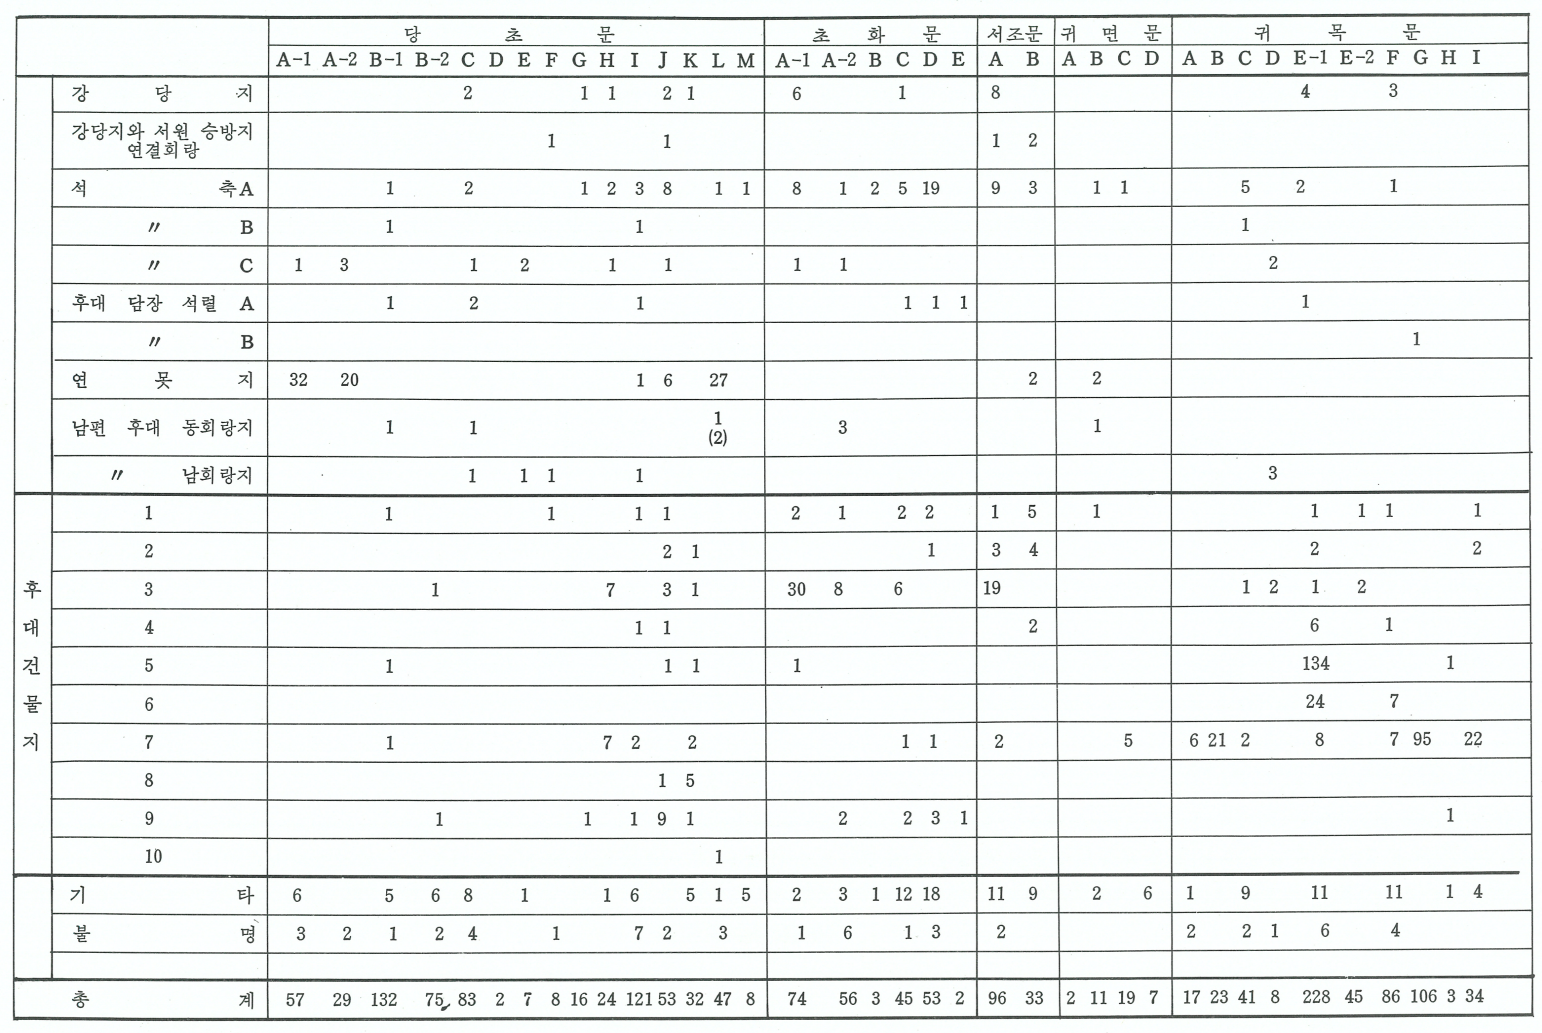 당 초 문 초 화 문 서조문 귀 면 문 귀 목 문
A-1 A-2 B-1 B-2 C D E F G H I J K L M A-1 A-2 B C D E A B A B C D A B C D E-1 E-2 F G H I
강 당 지 2 1 1 2 1 6 1 8 4 3
강당지와 서원 승방지
연결회랑 1 1 1 2
석 축A 1 2 1 2 3 8 1 1 8 1 2 5 19 9 3 1 1 5 2 1
〃 B 1 1 1
〃 C 1 3 1 2 1 1 1 1 2
후대 담장 석렬 A 1 2 1 1 1 1 1
〃 B 1
연 못 지 32 20 1 6 27 2 2
남편 후대 동회랑지 1 1 1 (2) 3 1
〃 남회랑지 1 1 1 1 3
후대건물지
1 1 1 1 1 2 1 2 2 1 5 1 1 1 1 1
2 2 1 1 3 4 2 2
3 1 7 3 1 30 8 6 19 1 2 1 2
4 1 1 2 6 1
5 1 1 1 1 134 1
6 24 7
7 1 7 2 2 1 1 2 5 6 21 2 8 7 95 22
8 1 5
9 1 1 1 9 1 2 2 3 1 1
10 1
기 타 6 5 6 8 1 1 6 5 1 5 2 3 1 12 18 11 9 2 6 1 9 11 11 1 4
불 명 3 2 1 2 4 1 7 2 3 1 6 1 3 2 2 2 1 6 4
총 계 57 29 132 75 83 2 7 8 16 24 121 53 32 47 8 74 56 3 45 53 2 96 33 2 11 19 7 17 23 41 8 228 45 86 106 3 34